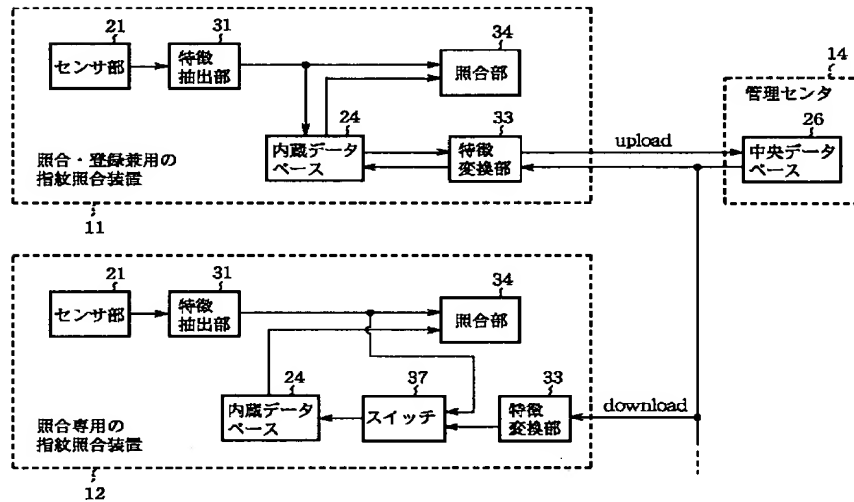 21
31
34
センサ部
特徴
抽出部
照合部
24
33
内蔵データ
ベース
特徴
変換部
照合・登録兼用の
指紋照合装置
11
upload
14
管理センタ
26
中央データ
ベース
21
31
34
センサ部
特徴
抽出部
照合部
24
37
33
内蔵データ
ベース
スイッチ
特徴
変換部
download
照合専用の
指紋照合装置
12